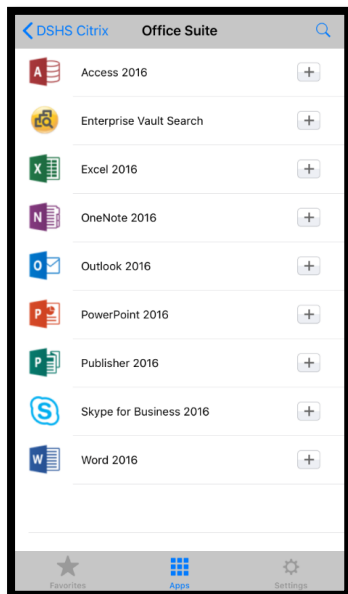 DSHS Citrix Office Suite
Access 2016
Enterprise Vault Search
Excel 2016
OneNote 2016
Outlook 2016
PowerPoint 2016
Publisher 2016
Skype for Business 2016
Word 2016
Favorites Apps Settings